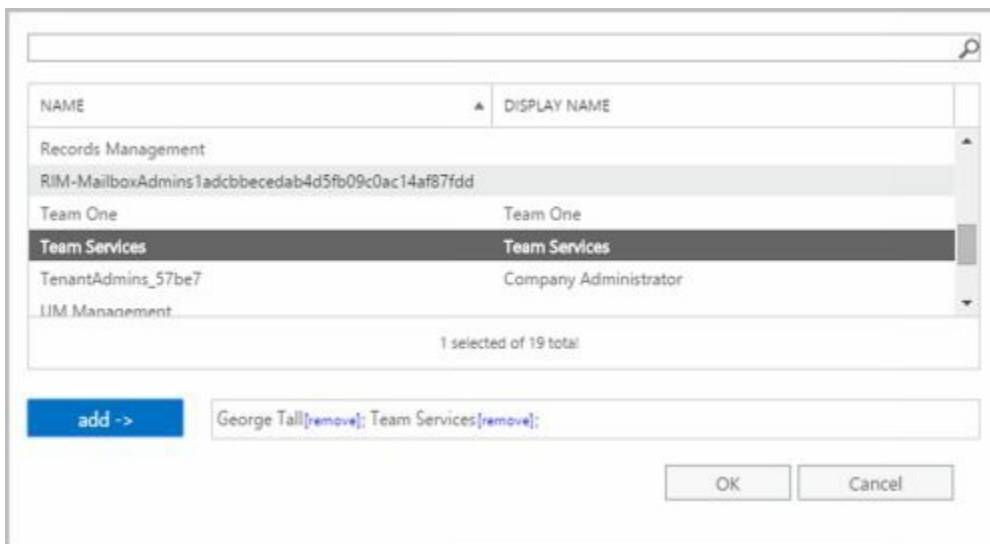 NAME DISPLAY NAME
Records Management
RIM-MailboxAdmins1adcbbecedab4d5fb09c0ac14af87fdd
Team One Team One
Team Services Team Services
TenantAdmins_57be7 Company Administrator
UM Management
1 selected of 19 total
add -> George Tall[remove]; Team Services[remove];
OK Cancel